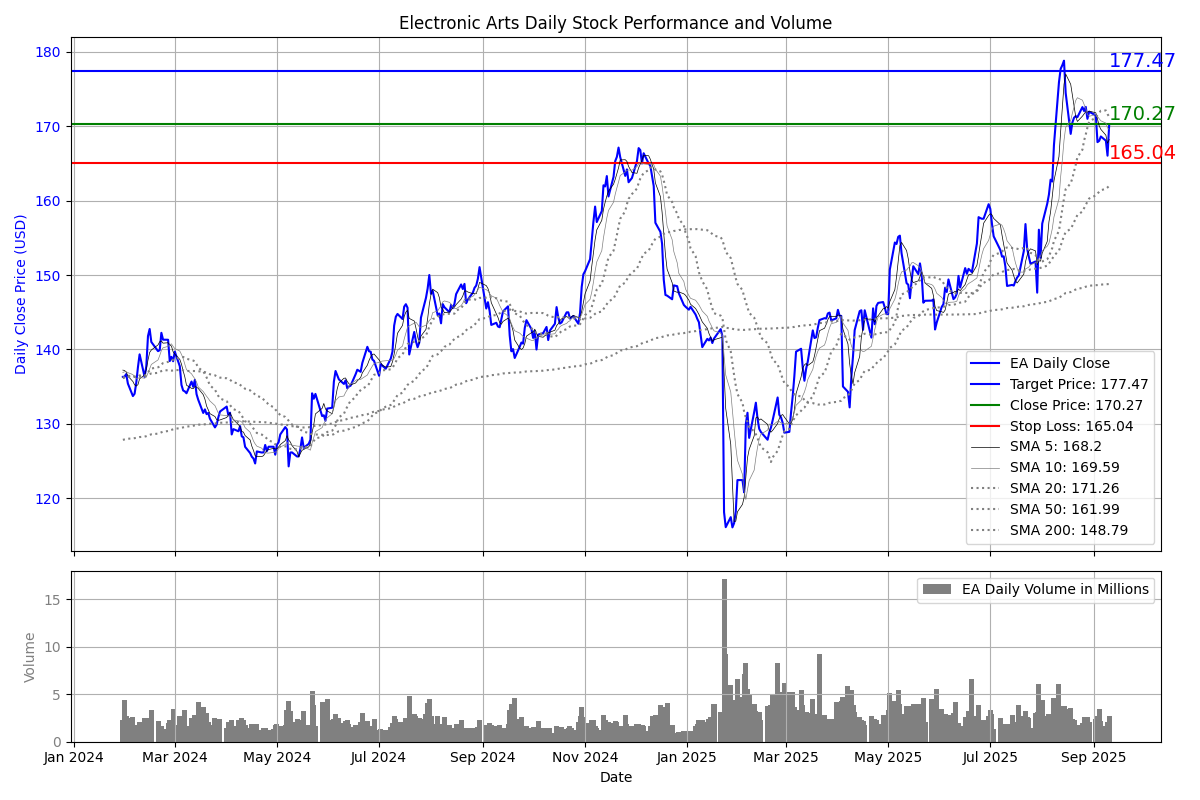 Electronic Arts Daily Stock Performance and Volume
180
177.47
170
170.27
165.04
160
150
140
130
120
Daily Close Price (USD)
EA Daily Close
Target Price: 177.47
Close Price: 170.27
Stop Loss: 165.04
SMA 5: 168.2
SMA 10: 169.59
SMA 20: 171.26
SMA 50: 161.99
SMA 200: 148.79
EA Daily Volume in Millions
15
10
5
0
Volume
Jan 2024 Mar 2024 May 2024 Jul 2024 Sep 2024 Nov 2024 Jan 2025 Mar 2025 May 2025 Jul 2025 Sep 2025
Date